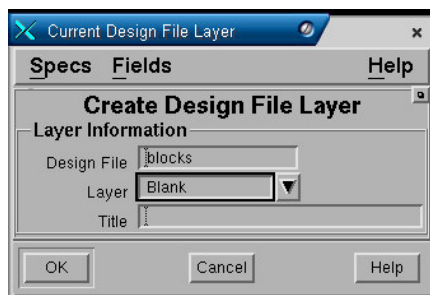 Current Design File Layer
Specs Fields Help
Create Design File Layer
Layer Information
Design File blocks
Layer Blank
Title
OK Cancel Help